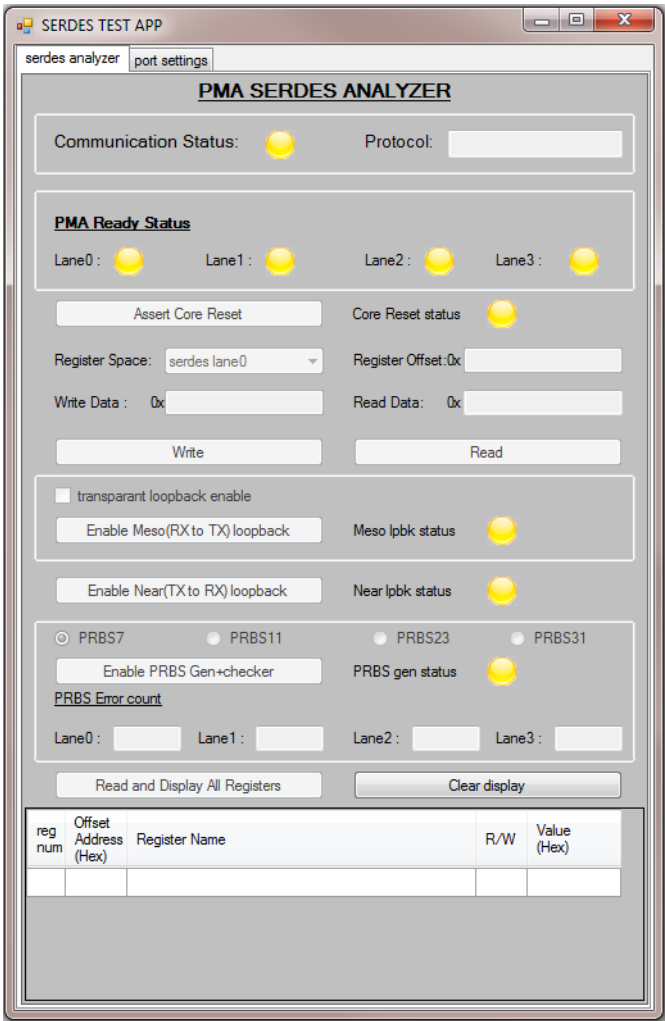 SERDES TEST APP
serdes analyzer port settings
PMA SERDES ANALYZER
Communication Status: Protocol:
PMA Ready Status
Lane0 : Lane1 : Lane2 : Lane3 :
Assert Core Reset Core Reset status
Register Space: serdes lane0 Register Offset:0x
Write Data : 0x Read Data: 0x
Write Read
transparant loopback enable
Enable Meso(RX to TX) loopback Meso lpbk status
Enable Near(TX to RX) loopback Near lpbk status
PRBS7 PRBS11 PRBS23 PRBS31
Enable PRBS Gen+checker PRBS gen status
PRBS Error count
Lane0 : Lane1 : Lane2 : Lane3 :
Read and Display All Registers Clear display
reg num Offset Address (Hex) Register Name R/W Value (Hex)